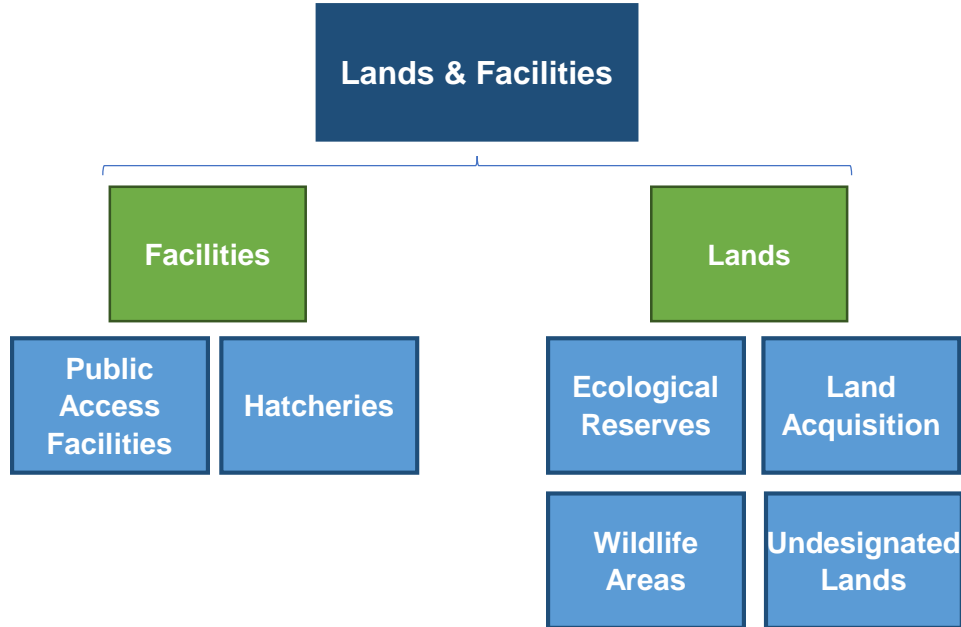 Lands & Facilities
Facilities
Lands
Public
Access
Facilities
Hatcheries
Ecological
Reserves
Land
Acquisition
Wildlife
Areas
Undesignated
Lands